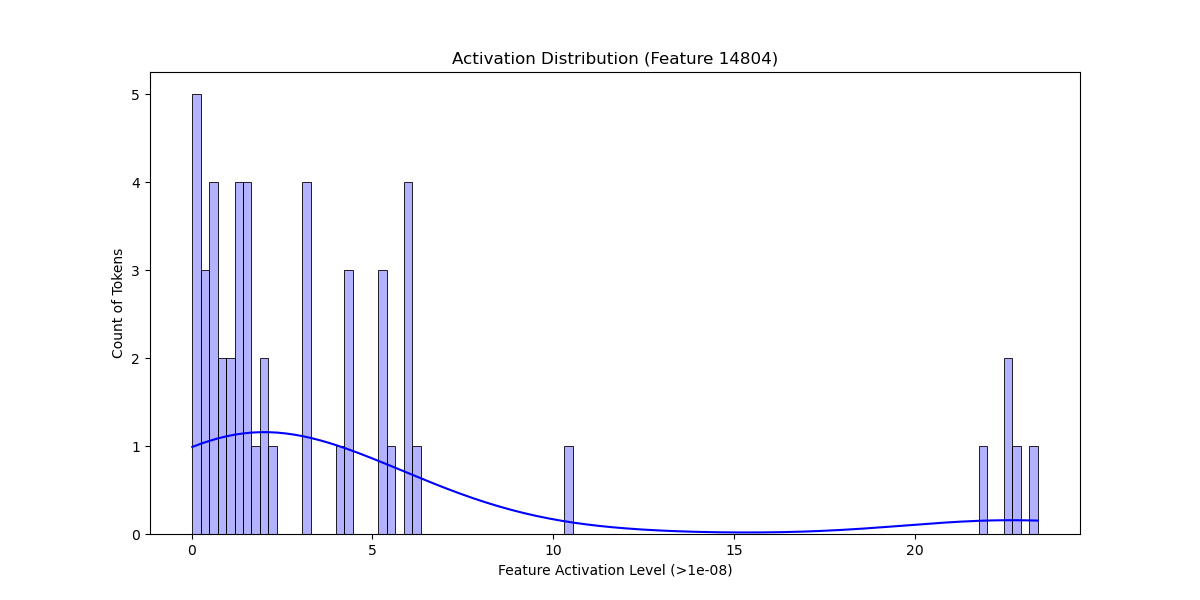 Activation Distribution (Feature 14804)
5
4
3
2
1
0
Count of Tokens
0 5 10 15 20
Feature Activation Level (>1e-08)